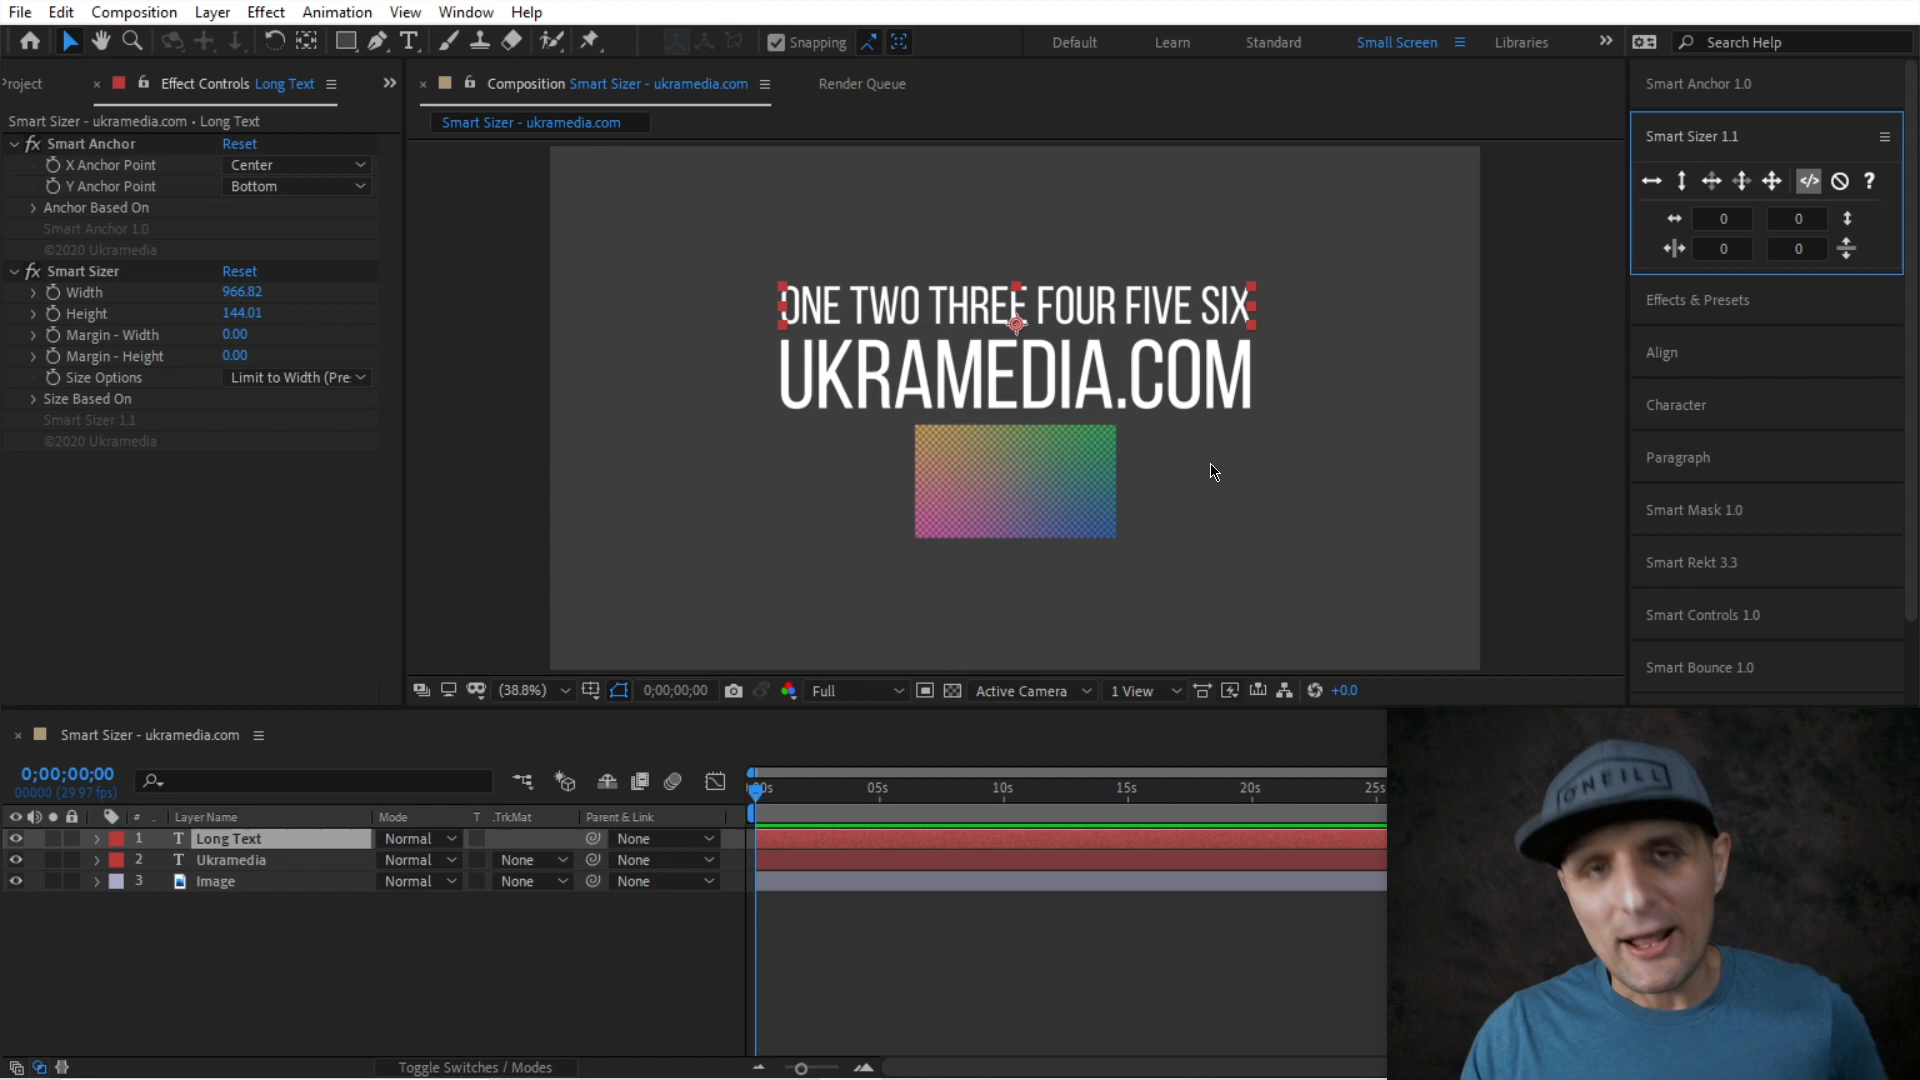 File Edit Composition Layer Effect Animation View Window Help
Snapping Default Learn Standard Small Screen Libraries Search Help
Project Effect Controls Long Text Composition Smart Sizer - ukramedia.com Render Queue
Smart Sizer - ukramedia.com • Long Text
Smart Sizer - ukramedia.com
fx Smart Anchor Reset
X Anchor Point Center
Y Anchor Point Bottom
Anchor Based On
Smart Anchor 1.0
©2020 Ukramedia
fx Smart Sizer Reset
Width 966.82
Height 144.01
Margin - Width 0.00
Margin - Height 0.00
Size Options Limit to Width (Pre:
Size Based On
Smart Sizer 1.1
©2020 Ukramedia
ONE TWO THREE FOUR FIVE SIX
UKRAMEDIA.COM
(38.8%) 0;00;00;00 Full Active Camera 1 View +0.0
Smart Anchor 1.0
Smart Sizer 1.1
</> ?
0 0
0 0
Effects & Presets
Align
Character
Paragraph
Smart Mask 1.0
Smart Rekt 3.3
Smart Controls 1.0
Smart Bounce 1.0
Smart Sizer - ukramedia.com
0;00;00;00
00000 (29.97 fps)
00s 05s 10s 15s 20s 25s
# Layer Name Mode T .TrkMat Parent & Link
1 T Long Text Normal None
2 T Ukramedia Normal None None
3 Image Normal None None
Toggle Switches / Modes
O'NEILL